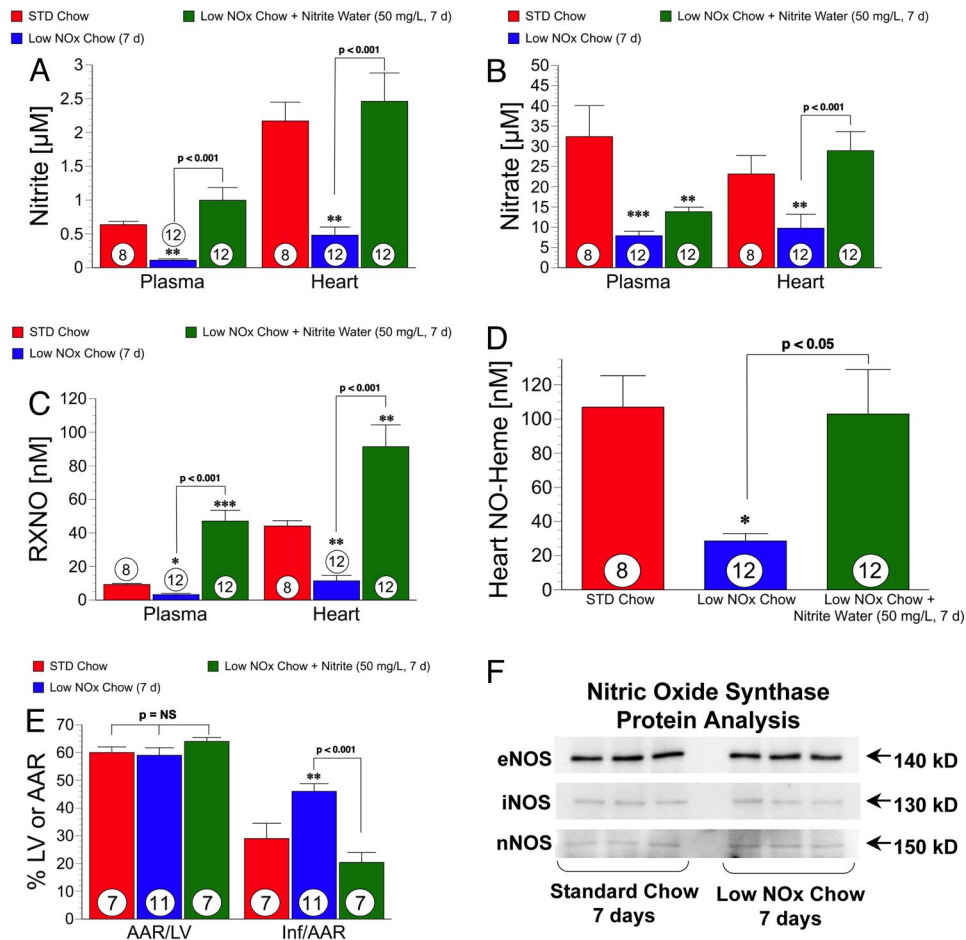 STD Chow
Low NOx Chow + Nitrite Water (50 mg/L, 7 d)
Low NOx Chow (7 d)
A
p < 0.001
p < 0.001
Nitrite [µM]
3
2.5
2
1.5
1
0.5
0
8
12
**
12
8
**
12
12
Plasma
Heart
STD Chow
Low NOx Chow + Nitrite Water (50 mg/L, 7 d)
Low NOx Chow (7 d)
B
p < 0.001
Nitrate [µM]
50
45
40
35
30
25
20
15
10
5
0
***
**
**
8
12
12
8
12
12
Plasma
Heart
STD Chow
Low NOx Chow + Nitrite Water (50 mg/L, 7 d)
Low NOx Chow (7 d)
C
p < 0.001
p < 0.001
RXNO [nM]
120
100
80
60
40
20
0
8
*
12
***
12
8
**
12
**
12
Plasma
Heart
D
p < 0.05
Heart NO-Heme [nM]
120
100
80
60
40
20
0
*
8
12
12
STD Chow
Low NOx Chow
Low NOx Chow +
Nitrite Water (50 mg/L, 7 d)
STD Chow
Low NOx Chow + Nitrite (50 mg/L, 7 d)
Low NOx Chow (7 d)
E
p = NS
p < 0.001
% LV or AAR
70
60
50
40
30
20
10
0
**
7
11
7
7
11
7
AAR/LV
Inf/AAR
F
Nitric Oxide Synthase
Protein Analysis
eNOS
140 kD
iNOS
130 kD
nNOS
150 kD
Standard Chow
7 days
Low NOx Chow
7 days